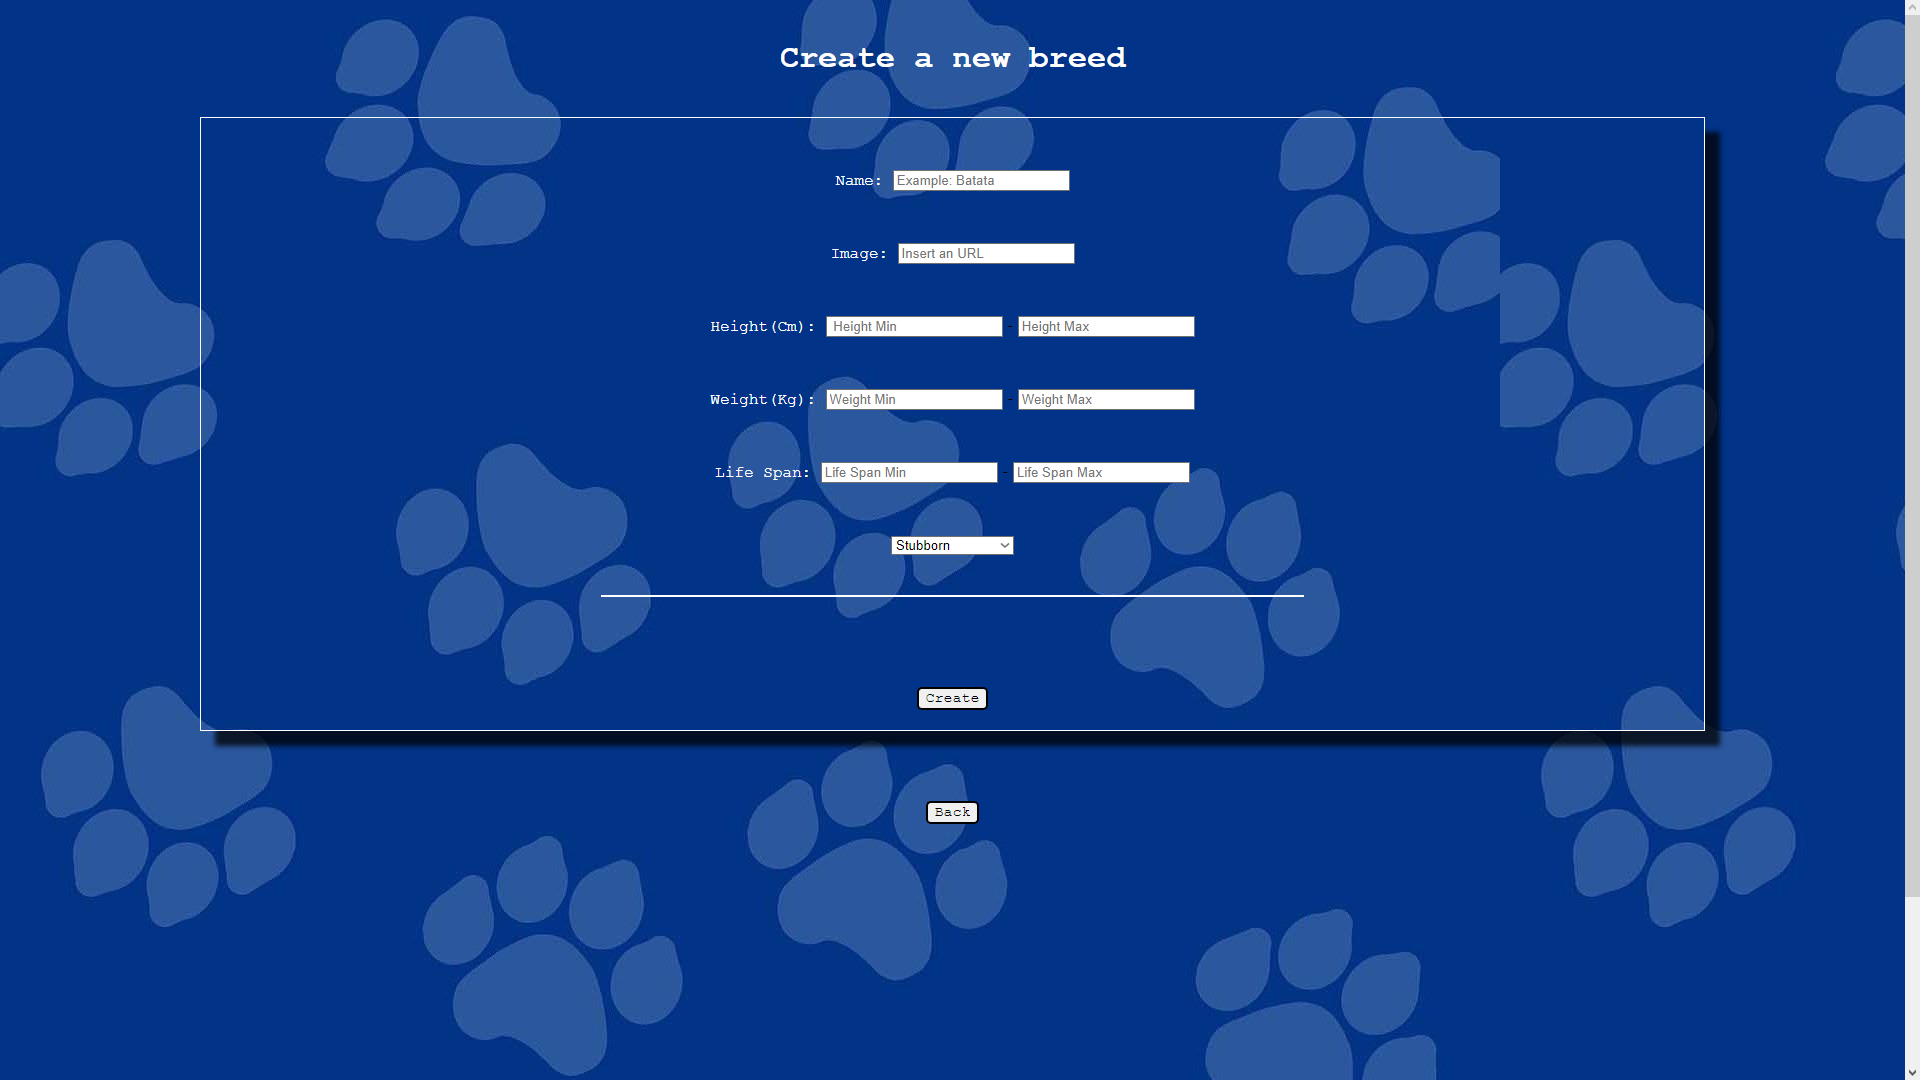 Create a new breed
Name: Example: Batata
Image: Insert an URL
Height(Cm): Height Min - Height Max
Weight(Kg): Weight Min - Weight Max
Life Span: Life Span Min - Life Span Max
Stubborn
Create
Back